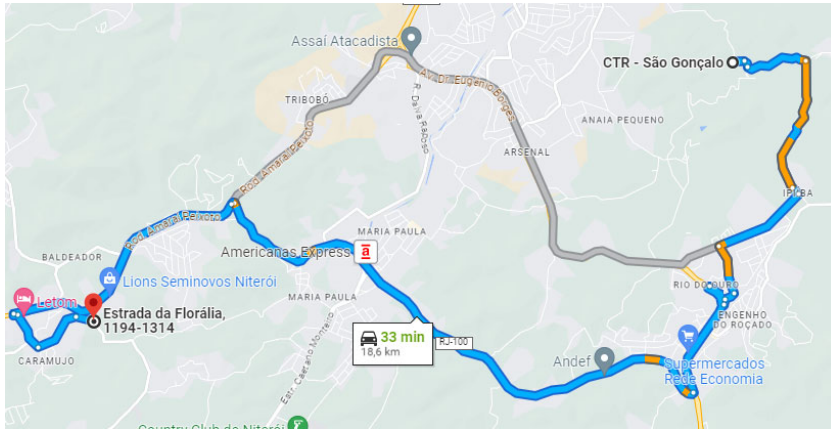 Assaí Atacadista
CTR - São Gonçalo
Av. Dr. Eugênio Borges
R. Dalva Raposo
TRIBOBÓ
ANAIA PEQUENO
ARSENAL
Rod. Amaral Peixoto
IPIÍBA
Rod. Amaral Peixoto
MARIA PAULA
Americanas Express
a
BALDEADOR
Lions Seminovos Niterói
RIO DO OURO
Letom
Estrada da Florália,
1194-1314
MARIA PAULA
ENGENHO
DO ROÇADO
33 min
18,6 km
RJ-100
Estr. Caetano Monteiro
CARAMUJO
Andef
Supermercados
Rede Economia
Country Club de Niterói